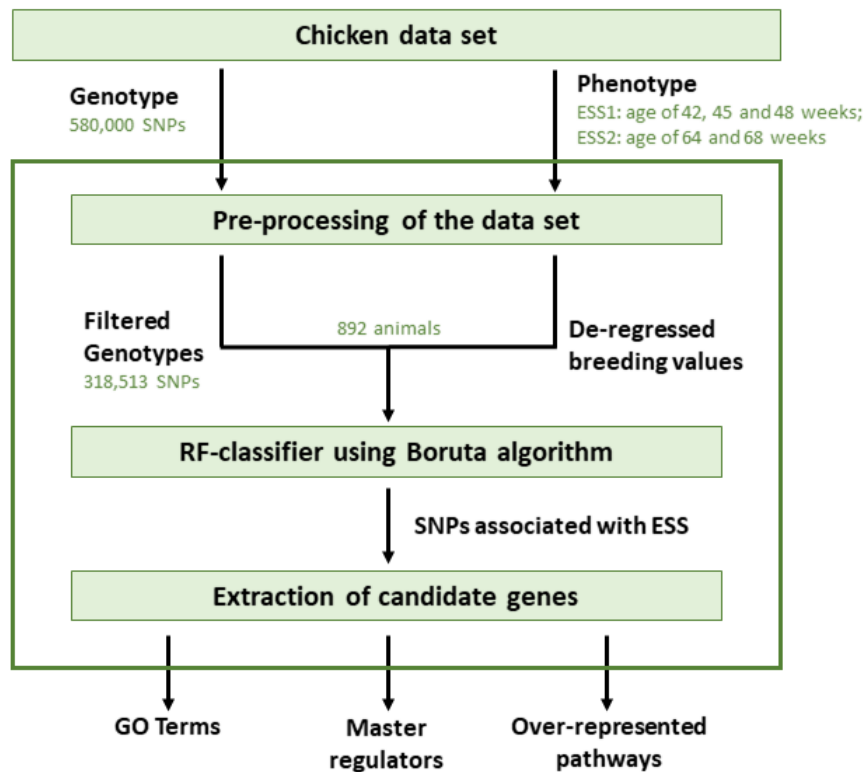 Chicken data set
Genotype
580,000 SNPs
Phenotype
ESS1: age of 42, 45 and 48 weeks;
ESS2: age of 64 and 68 weeks
Pre-processing of the data set
Filtered
Genotypes
318,513 SNPs
892 animals
De-regressed
breeding values
RF-classifier using Boruta algorithm
SNPs associated with ESS
Extraction of candidate genes
GO Terms
Master
regulators
Over-represented
pathways